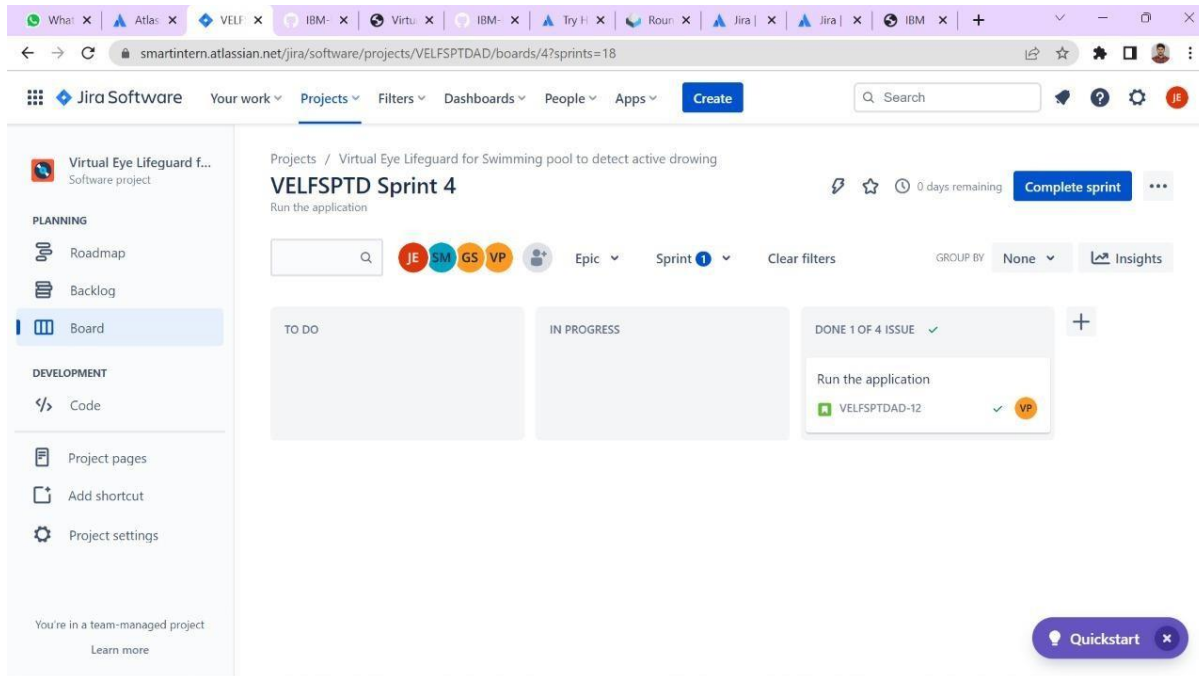 What Atlas VELF IBM- Virtu IBM- Try H Roun Jira | Jira | IBM
smartintern.atlassian.net/jira/software/projects/VELFSPTDAD/boards/4?sprints=18
Jira Software Your work Projects Filters Dashboards People Apps Create Search JE
Virtual Eye Lifeguard f...
Software project
Projects / Virtual Eye Lifeguard for Swimming pool to detect active drowing
VELFSPTD Sprint 4
0 days remaining Complete sprint
Run the application
PLANNING
Roadmap
Backlog
Board
DEVELOPMENT
Code
Project pages
Add shortcut
Project settings
You're in a team-managed project
Learn more
JE SM GS VP Epic Sprint 1 Clear filters GROUP BY None Insights
TO DO
IN PROGRESS
DONE 1 OF 4 ISSUE
Run the application
VELFSPTDAD-12 VP
Quickstart